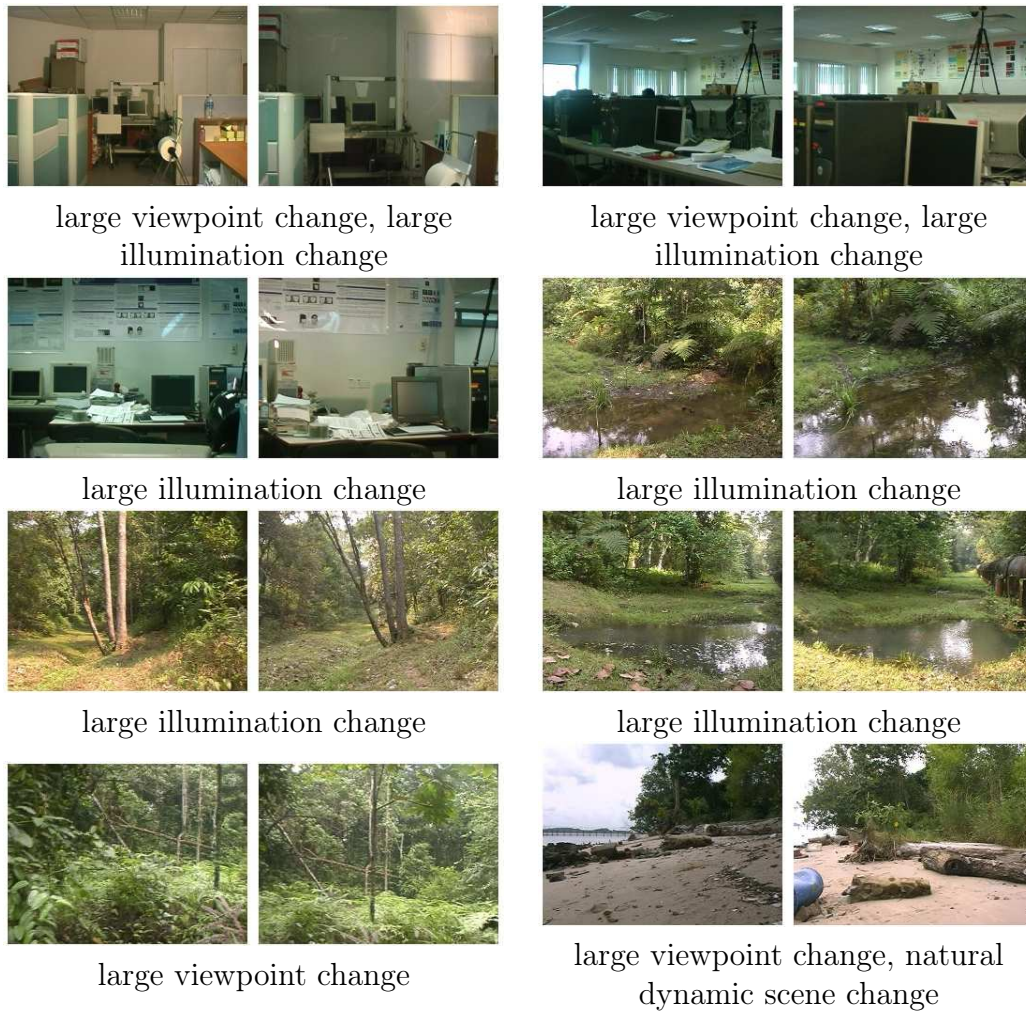 large viewpoint change, large
illumination change
large viewpoint change, large
illumination change
large illumination change
large illumination change
large illumination change
large illumination change
large viewpoint change
large viewpoint change, natural
dynamic scene change